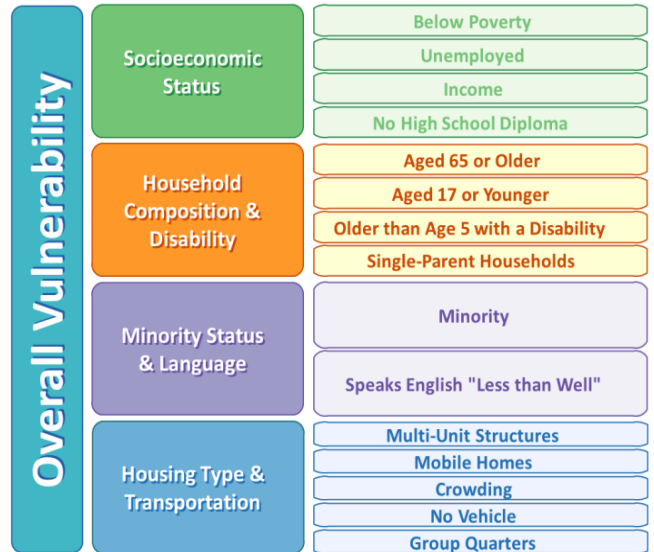 Overall Vulnerability
Socioeconomic
Status
Below Poverty
Unemployed
Income
No High School Diploma
Household
Composition &
Disability
Aged 65 or Older
Aged 17 or Younger
Older than Age 5 with a Disability
Single-Parent Households
Minority Status
& Language
Minority
Speaks English "Less than Well"
Housing Type &
Transportation
Multi-Unit Structures
Mobile Homes
Crowding
No Vehicle
Group Quarters